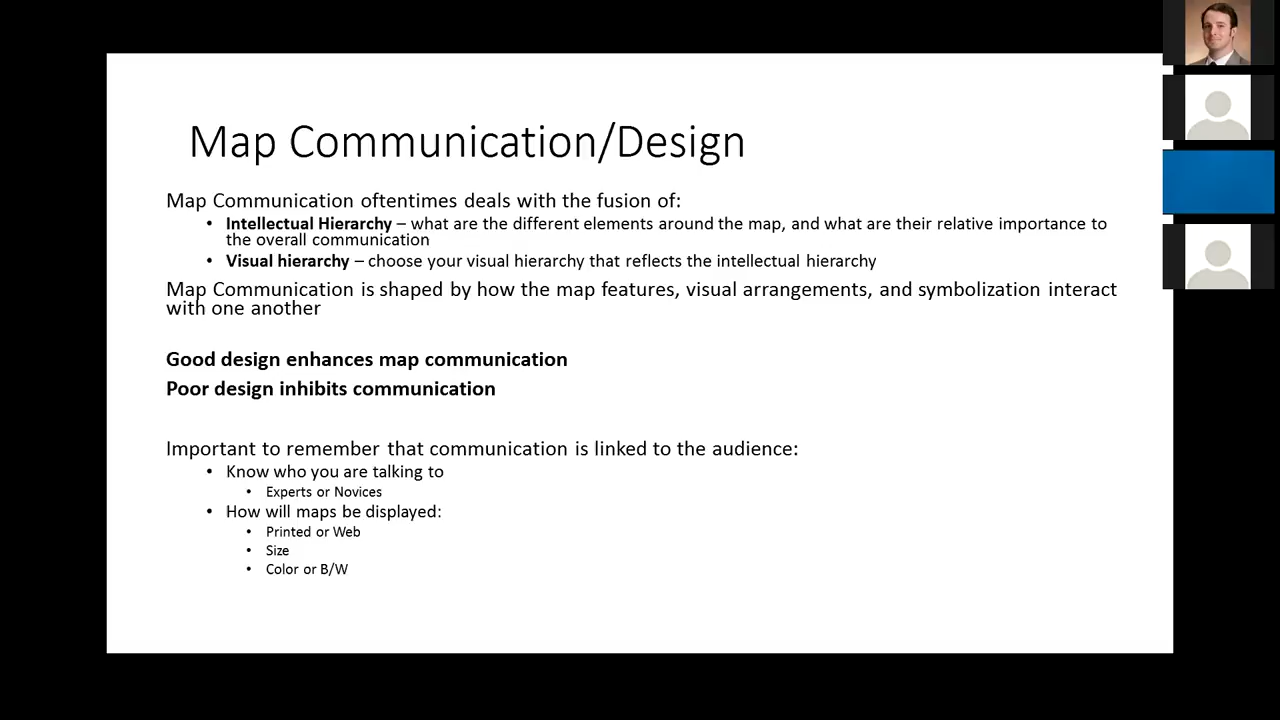 Map Communication/Design
Map Communication oftentimes deals with the fusion of:
• Intellectual Hierarchy – what are the different elements around the map, and what are their relative importance to
the overall communication
• Visual hierarchy – choose your visual hierarchy that reflects the intellectual hierarchy
Map Communication is shaped by how the map features, visual arrangements, and symbolization interact
with one another
Good design enhances map communication
Poor design inhibits communication
Important to remember that communication is linked to the audience:
• Know who you are talking to
• Experts or Novices
• How will maps be displayed:
• Printed or Web
• Size
• Color or B/W